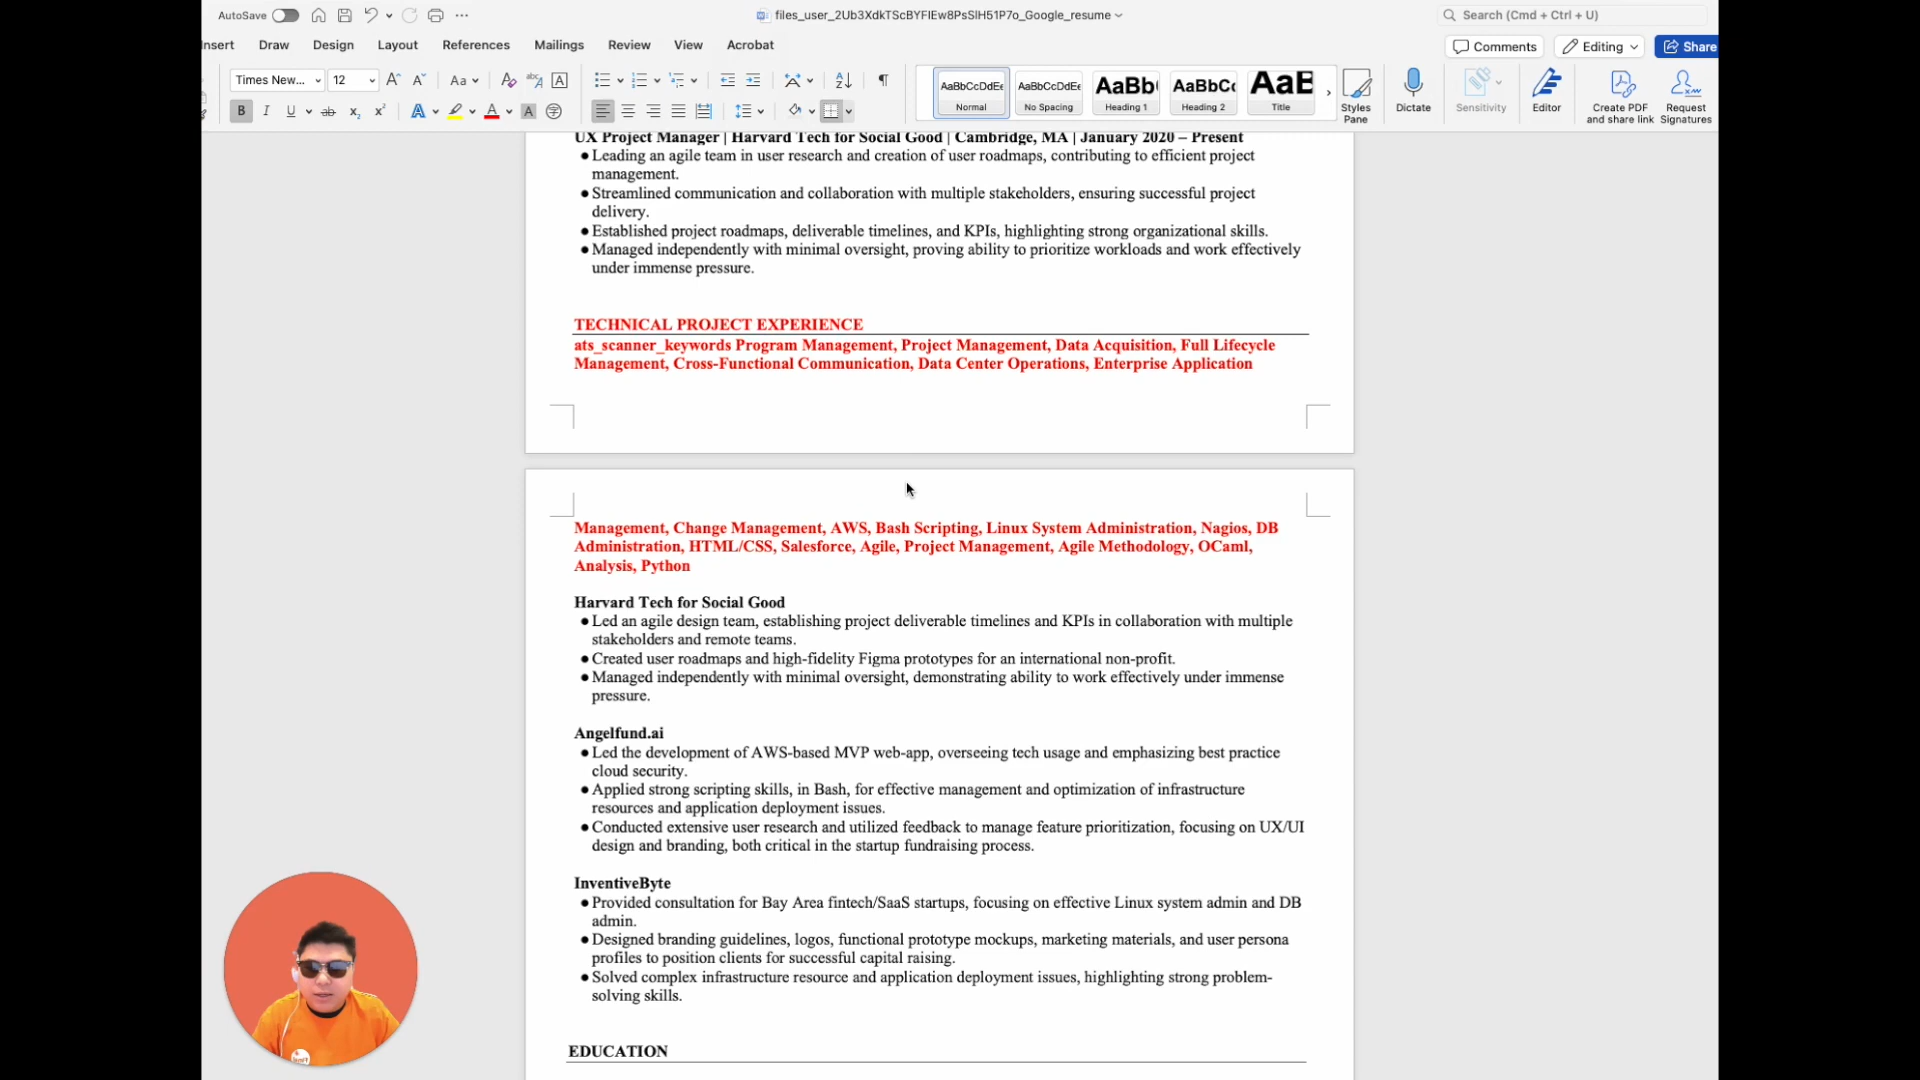 AutoSave
files_user_2Ub3XdkTScBYFIEw8PsSlH51P7o_Google_resume
Search (Cmd + Ctrl + U)
nsert Draw Design Layout References Mailings Review View Acrobat
Comments Editing Share
Times New... 12
Aa
AaBbCcDdEe AaBbCcDdEe AaBb( AaBbCc AaB
Normal No Spacing Heading 1 Heading 2 Title
Styles Pane
Dictate
Sensitivity
Editor
Create PDF and share link
Request Signatures
UX Project Manager | Harvard Tech for Social Good | Cambridge, MA | January 2020 – Present
● Leading an agile team in user research and creation of user roadmaps, contributing to efficient project
management.
● Streamlined communication and collaboration with multiple stakeholders, ensuring successful project
delivery.
● Established project roadmaps, deliverable timelines, and KPIs, highlighting strong organizational skills.
● Managed independently with minimal oversight, proving ability to prioritize workloads and work effectively
under immense pressure.
TECHNICAL PROJECT EXPERIENCE
ats_scanner_keywords Program Management, Project Management, Data Acquisition, Full Lifecycle
Management, Cross-Functional Communication, Data Center Operations, Enterprise Application
Management, Change Management, AWS, Bash Scripting, Linux System Administration, Nagios, DB
Administration, HTML/CSS, Salesforce, Agile, Project Management, Agile Methodology, OCaml,
Analysis, Python
Harvard Tech for Social Good
● Led an agile design team, establishing project deliverable timelines and KPIs in collaboration with multiple
stakeholders and remote teams.
● Created user roadmaps and high-fidelity Figma prototypes for an international non-profit.
● Managed independently with minimal oversight, demonstrating ability to work effectively under immense
pressure.
Angelfund.ai
● Led the development of AWS-based MVP web-app, overseeing tech usage and emphasizing best practice
cloud security.
● Applied strong scripting skills, in Bash, for effective management and optimization of infrastructure
resources and application deployment issues.
● Conducted extensive user research and utilized feedback to manage feature prioritization, focusing on UX/UI
design and branding, both critical in the startup fundraising process.
InventiveByte
● Provided consultation for Bay Area fintech/SaaS startups, focusing on effective Linux system admin and DB
admin.
● Designed branding guidelines, logos, functional prototype mockups, marketing materials, and user persona
profiles to position clients for successful capital raising.
● Solved complex infrastructure resource and application deployment issues, highlighting strong problem-
solving skills.
EDUCATION